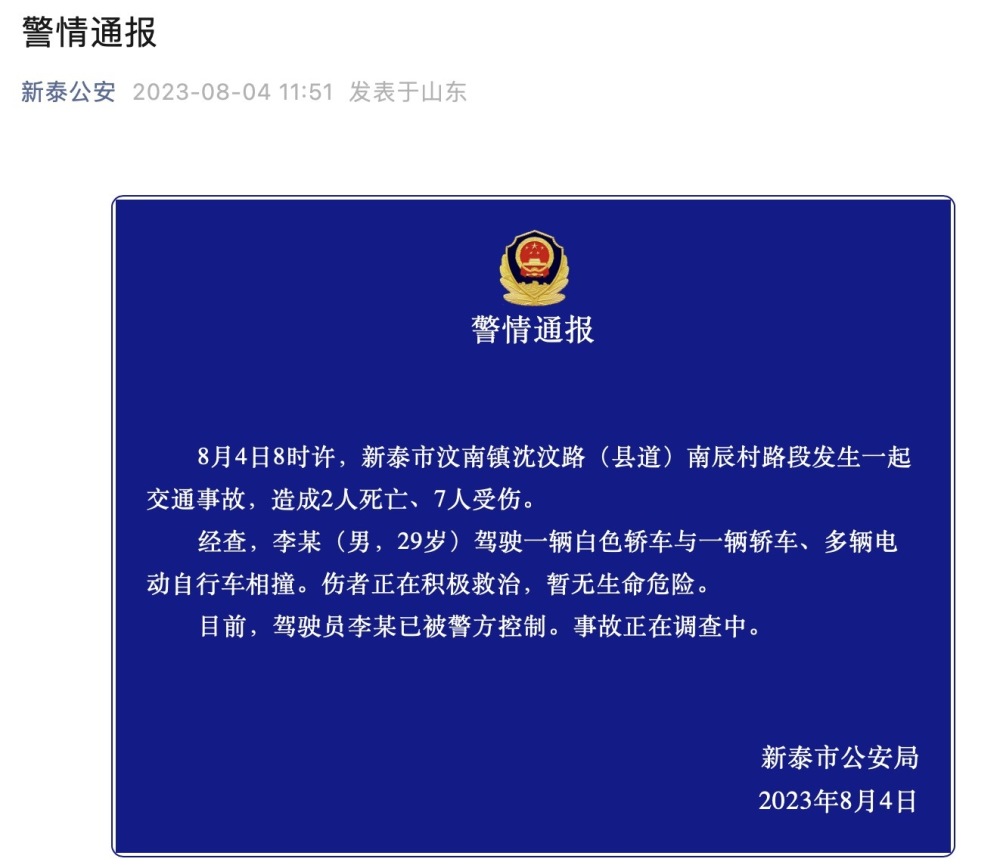 警情通报
新泰公安 2023-08-04 11:51 发表于山东
警情通报
8月4日8时许，新泰市汶南镇沈汶路（县道）南辰村路段发生一起
交通事故，造成2人死亡、7人受伤。
经查，李某（男，29岁）驾驶一辆白色轿车与一辆轿车、多辆电
动自行车相撞。伤者正在积极救治，暂无生命危险。
目前，驾驶员李某已被警方控制。事故正在调查中。
新泰市公安局
2023年8月4日